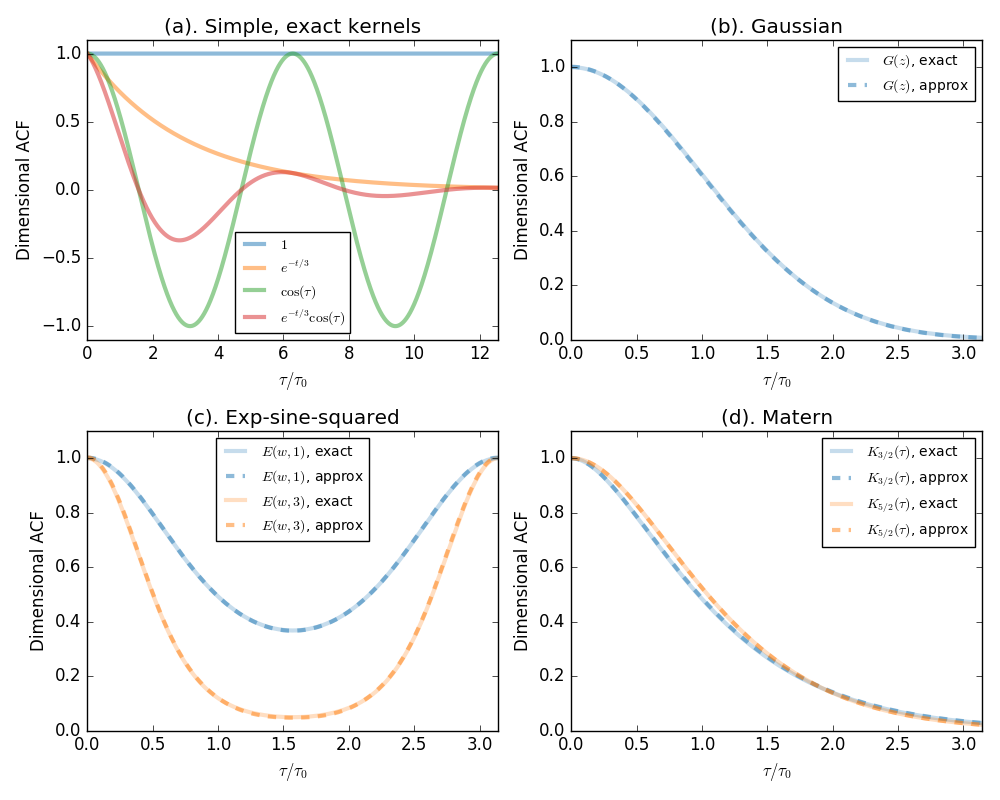 (a). Simple, exact kernels
Dimensional ACF
1.0
0.5
0.0
−0.5
−1.0
1
e^{−t/3}
cos(τ)
e^{−t/3}cos(τ)
0 2 4 6 8 10 12
τ/τ₀
(b). Gaussian
Dimensional ACF
1.0
0.8
0.6
0.4
0.2
0.0
G(z), exact
G(z), approx
0.0 0.5 1.0 1.5 2.0 2.5 3.0
τ/τ₀
(c). Exp-sine-squared
Dimensional ACF
1.0
0.8
0.6
0.4
0.2
0.0
E(w, 1), exact
E(w, 1), approx
E(w, 3), exact
E(w, 3), approx
0.0 0.5 1.0 1.5 2.0 2.5 3.0
τ/τ₀
(d). Matern
Dimensional ACF
1.0
0.8
0.6
0.4
0.2
0.0
K_{3/2}(τ), exact
K_{3/2}(τ), approx
K_{5/2}(τ), exact
K_{5/2}(τ), approx
0.0 0.5 1.0 1.5 2.0 2.5 3.0
τ/τ₀